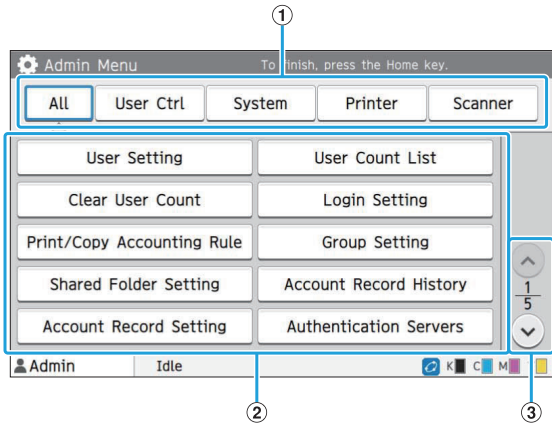 ①
Admin Menu To finish, press the Home key.
All User Ctrl System Printer Scanner
User Setting User Count List
Clear User Count Login Setting
Print/Copy Accounting Rule Group Setting
Shared Folder Setting Account Record History
Account Record Setting Authentication Servers
1
5
Admin Idle K C M
② ③